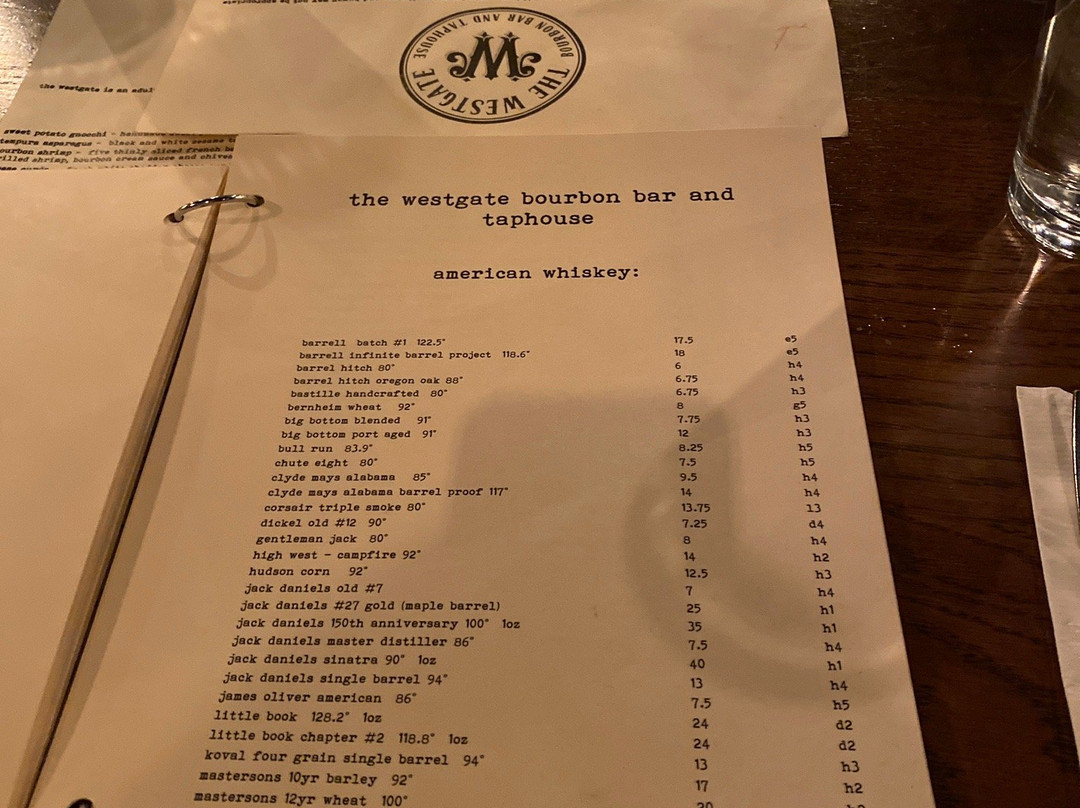 BOURBON BAR AND TAPHOUSE
W
THE WESTGATE
the westgate is an adul
sweet potato gnocchi -
tempura asparagus - black and white sesame
ourbon shrimp - five thinly sliced french
rilled shrimp, bourbon cream sauce and chives
the westgate bourbon bar and
taphouse
american whiskey:
barrell batch #1 122.5° 17.5 e5
barrell infinite barrel project 118.6° 18 e5
barrel hitch 80° 6 h4
barrel hitch oregon oak 88° 6.75 h4
bastille handcrafted 80° 6.75 h3
bernheim wheat 92° 8 g5
big bottom blended 91° 7.75 h3
big bottom port aged 91° 12 h3
bull run 83.9° 8.25 h5
chute eight 80° 7.5 h5
clyde mays alabama 85° 9.5 h4
clyde mays alabama barrel proof 117° 14 h4
corsair triple smoke 80° 13.75 l3
dickel old #12 90° 7.25 d4
gentleman jack 80° 8 h4
high west - campfire 92° 14 h2
hudson corn 92° 12.5 h3
jack daniels old #7 7 h4
jack daniels #27 gold (maple barrel) 25 h1
jack daniels 150th anniversary 100° 1oz 35 h1
jack daniels master distiller 86° 7.5 h4
jack daniels sinatra 90° 1oz 40 h1
jack daniels single barrel 94° 13 h4
james oliver american 86° 7.5 h5
little book 128.2° 1oz 24 d2
little book chapter #2 118.8° 1oz 24 d2
koval four grain single barrel 94° 13 h3
mastersons 10yr barley 92° 17 h2
mastersons 12yr wheat 100° 20